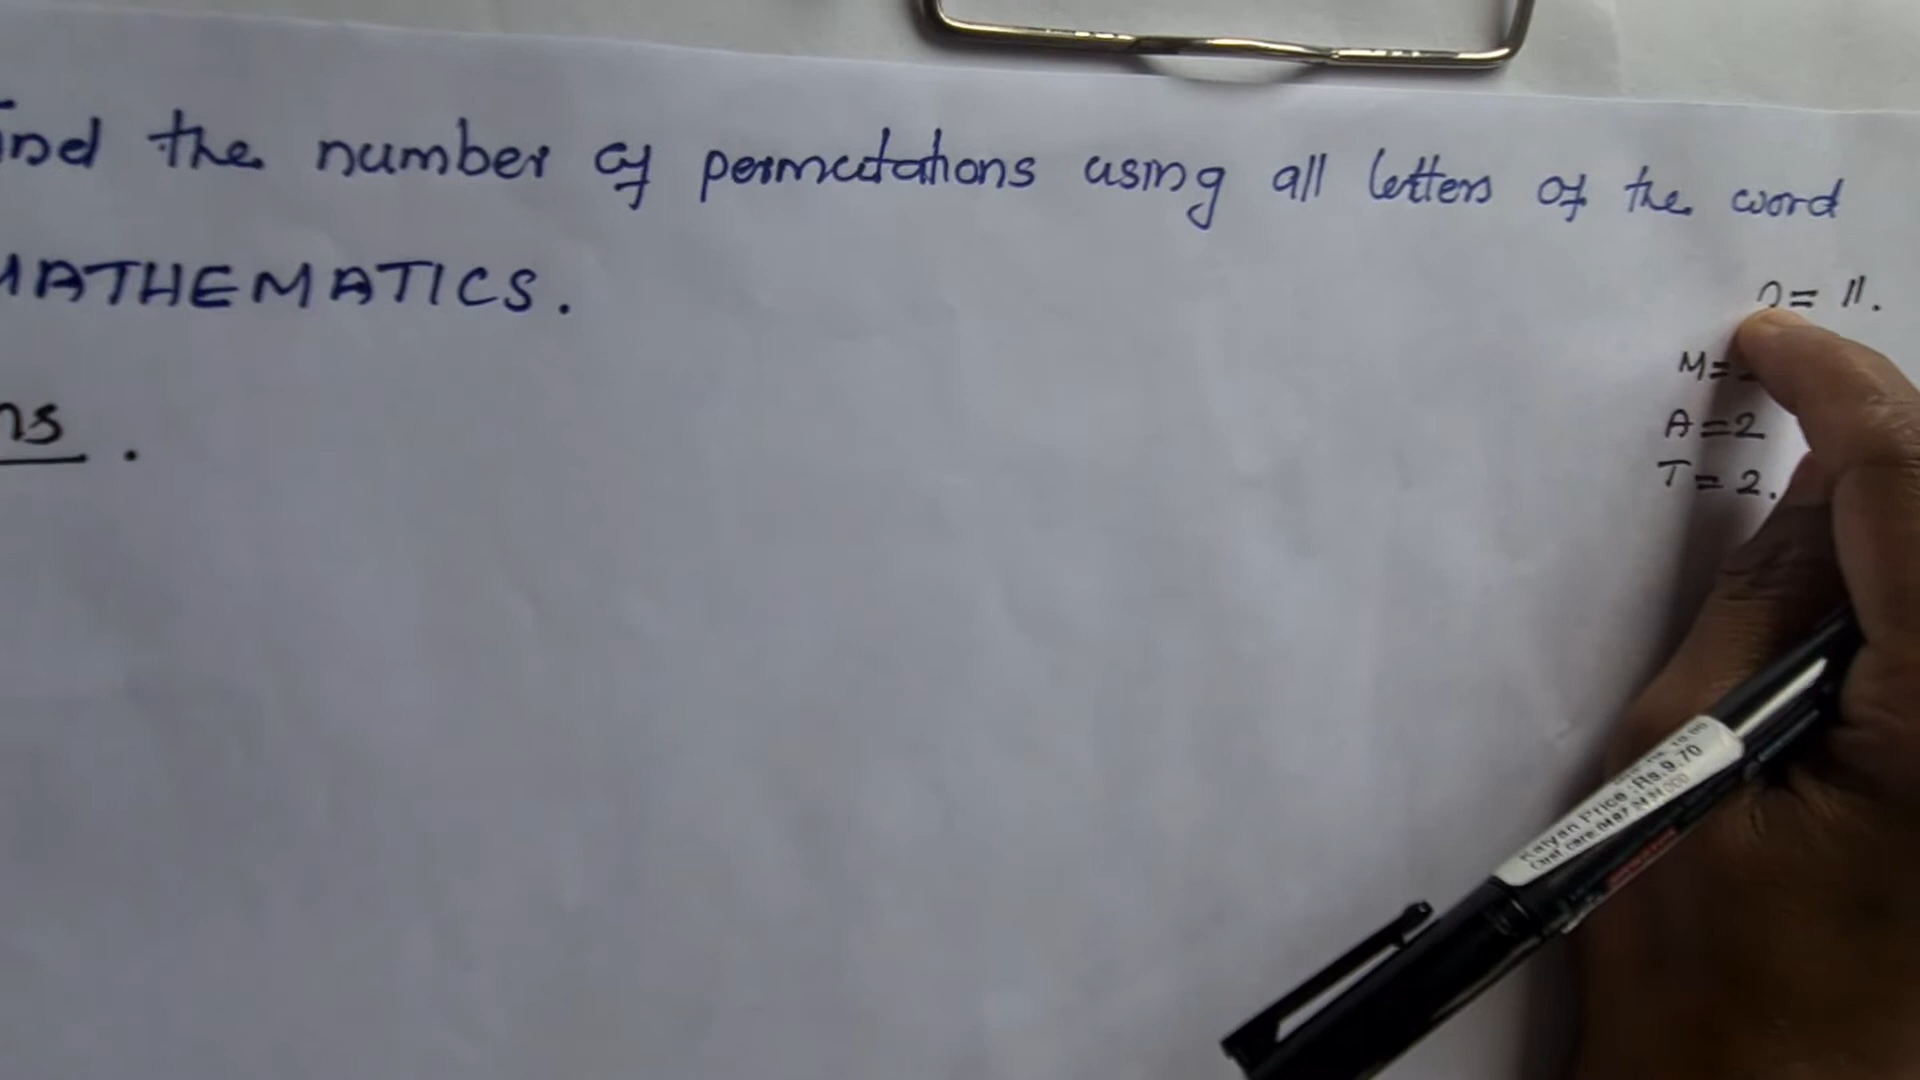 ind the number of permutations using all letters of the word
MATHEMATICS.
n = 11.
M=2
A=2
T=2.
ns.
Kalyan Price :Rs.9.70